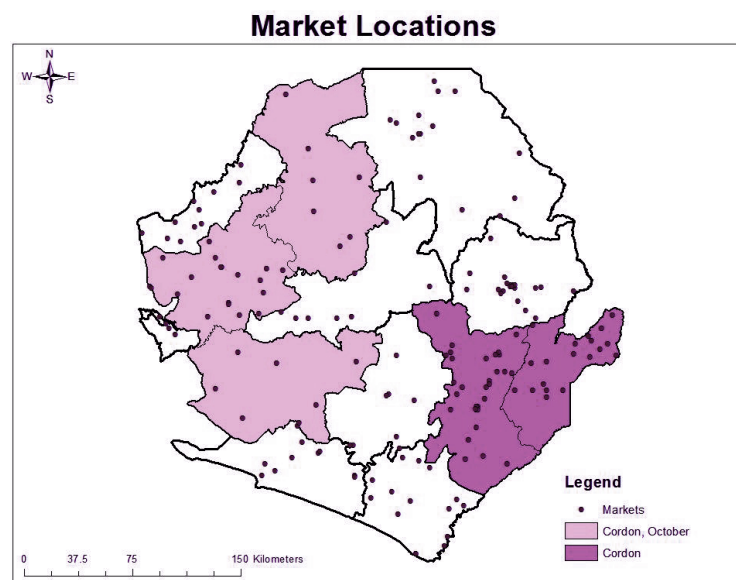 Market Locations
N
W E
S
Legend
Markets
Cordon, October
Cordon
0 37.5 75 150 Kilometers